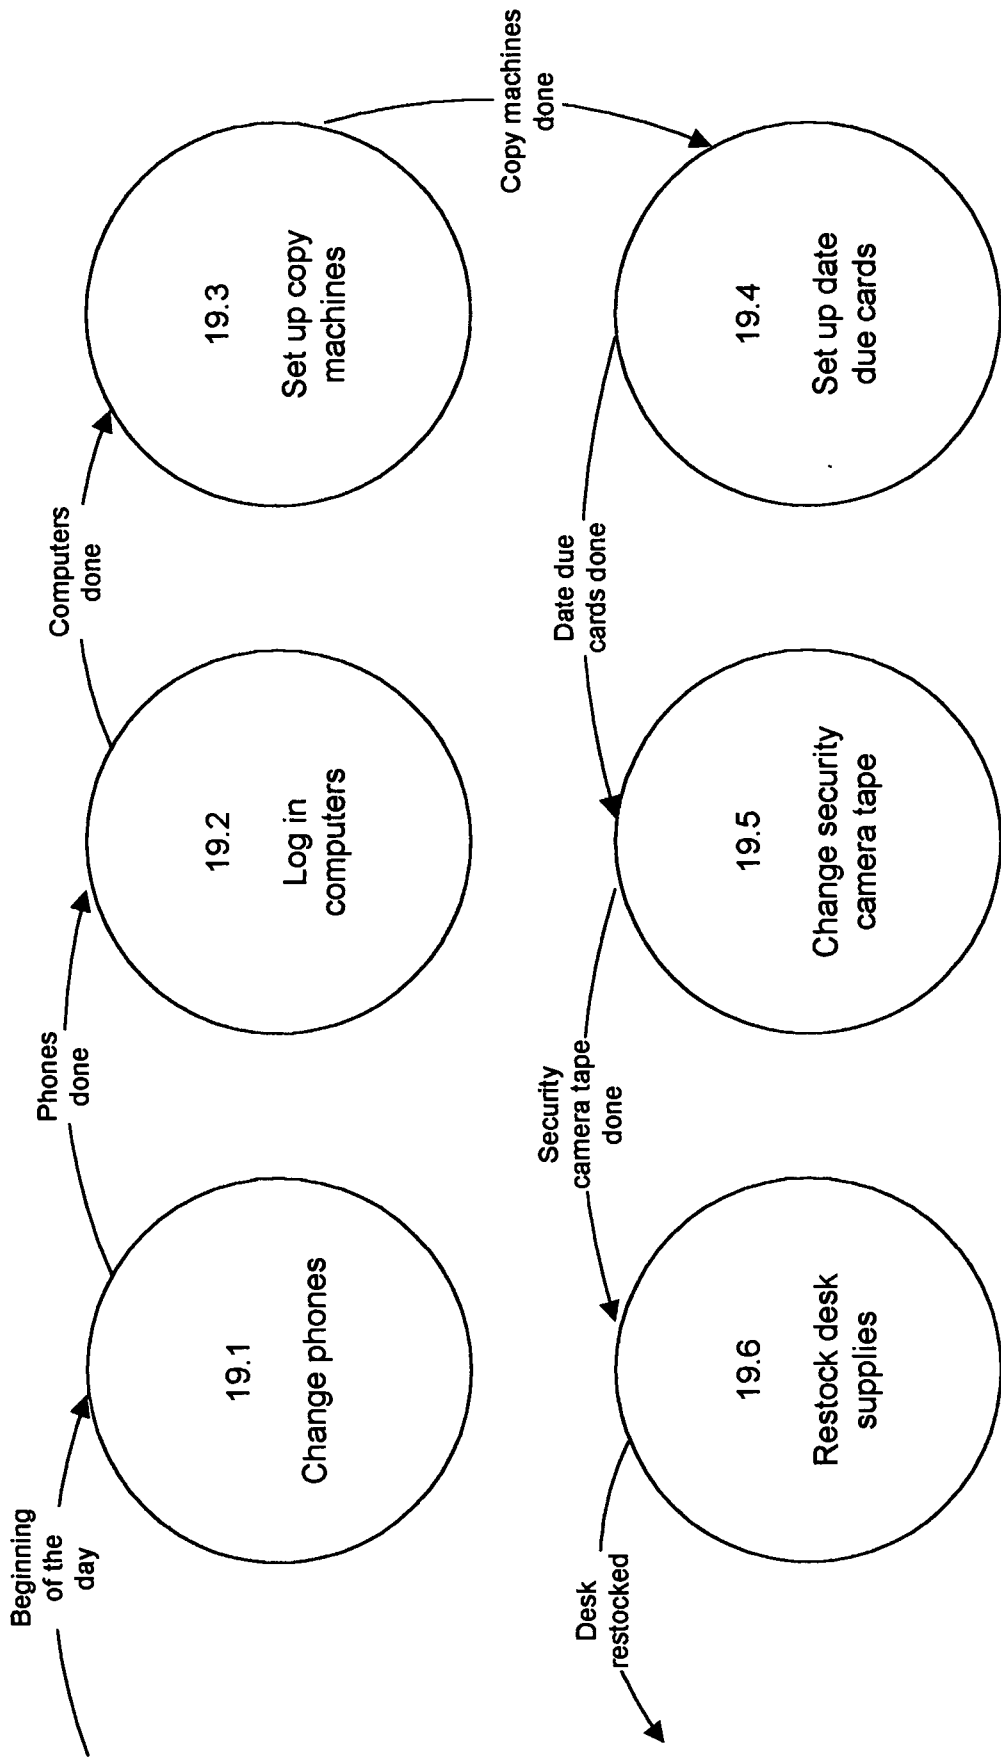 Beginning
of the
day
19.1
Change phones
Phones
done
19.2
Log in
computers
Computers
done
19.3
Set up copy
machines
Copy machines
done
19.4
Set up date
due cards
Date due
cards done
19.5
Change security
camera tape
Security
camera tape
done
19.6
Restock desk
supplies
Desk
restocked